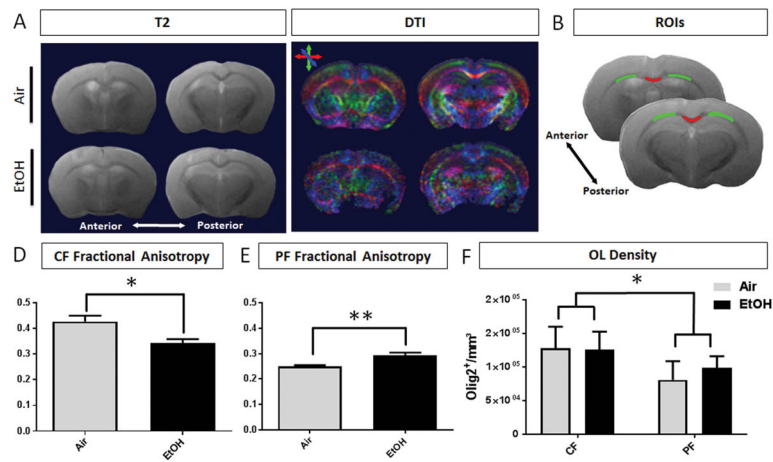 A
T2
DTI
B
ROIs
Air
EtOH
Anterior
Posterior
Anterior
Posterior
D
CF Fractional Anisotropy
0.5
0.4
0.3
0.2
0.1
0.0
*
Air
EtOH
E
PF Fractional Anisotropy
0.5
0.4
0.3
0.2
0.1
0.0
**
Air
EtOH
F
OL Density
Olig2⁺/mm³
2×10⁰⁵
2×10⁰⁵
1×10⁰⁵
5×10⁰⁴
0
*
Air
EtOH
CF
PF